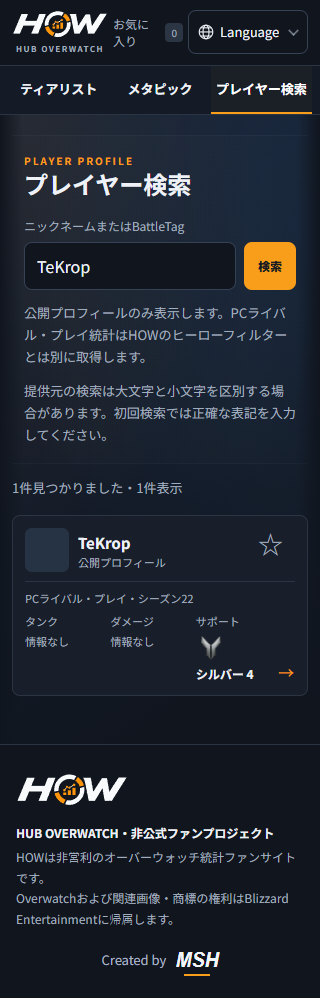 HOW
HUB OVERWATCH
お気に
入り
0
Language
ティアリスト
メタピック
プレイヤー検索
PLAYER PROFILE
プレイヤー検索
ニックネームまたはBattleTag
TeKrop
検索
公開プロフィールのみ表示します。PCライバ
ル・プレイ統計はHOWのヒーローフィルター
とは別に取得します。
提供元の検索は大文字と小文字を区別する場
合があります。初回検索では正確な表記を入力
してください。
1件見つかりました・1件表示
TeKrop
公開プロフィール
☆
PCライバル・プレイ・シーズン22
タンク
情報なし
ダメージ
情報なし
サポート
シルバー 4
→
HOW
HUB OVERWATCH・非公式ファンプロジェクト
HOWは非営利のオーバーウォッチ統計ファンサイト
です。
Overwatchおよび関連画像・商標の権利はBlizzard
Entertainmentに帰属します。
Created by MSH